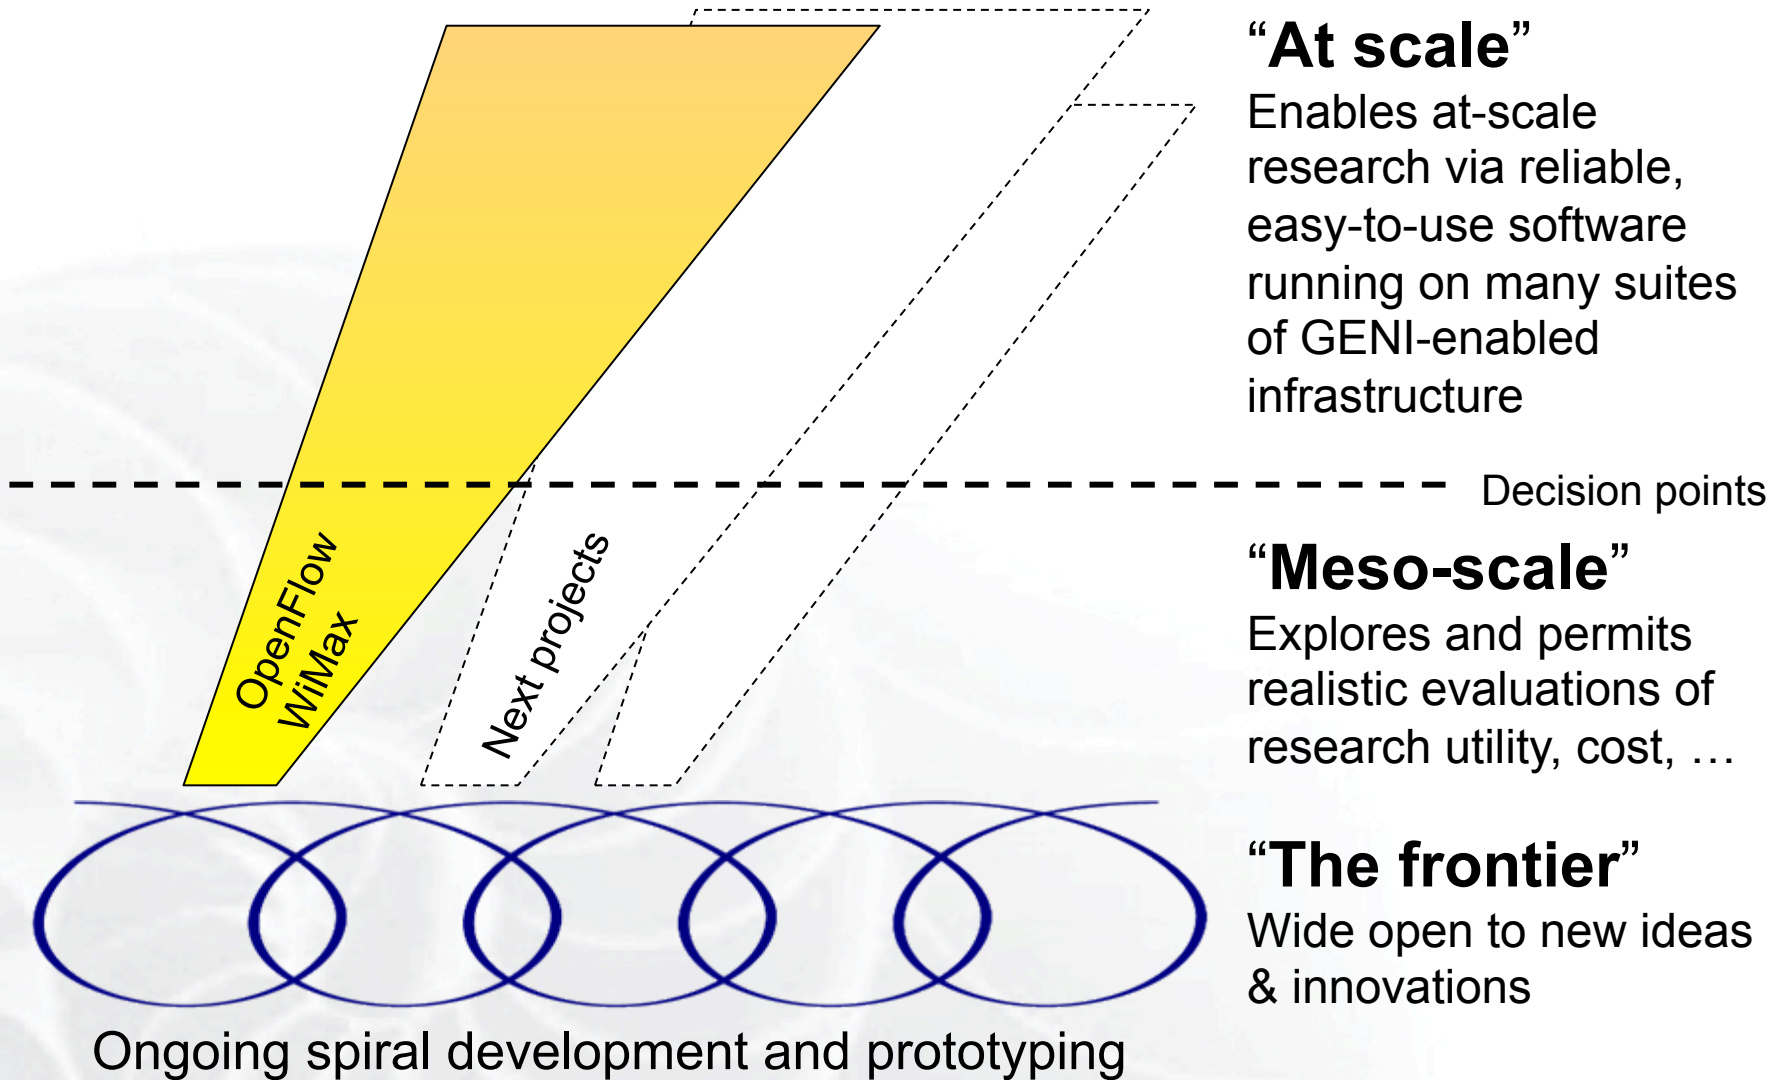 “At scale”
Enables at-scale
research via reliable,
easy-to-use software
running on many suites
of GENI-enabled
infrastructure
Decision points
OpenFlow
WiMax
Next projects
“Meso-scale”
Explores and permits
realistic evaluations of
research utility, cost, …
“The frontier”
Wide open to new ideas
& innovations
Ongoing spiral development and prototyping